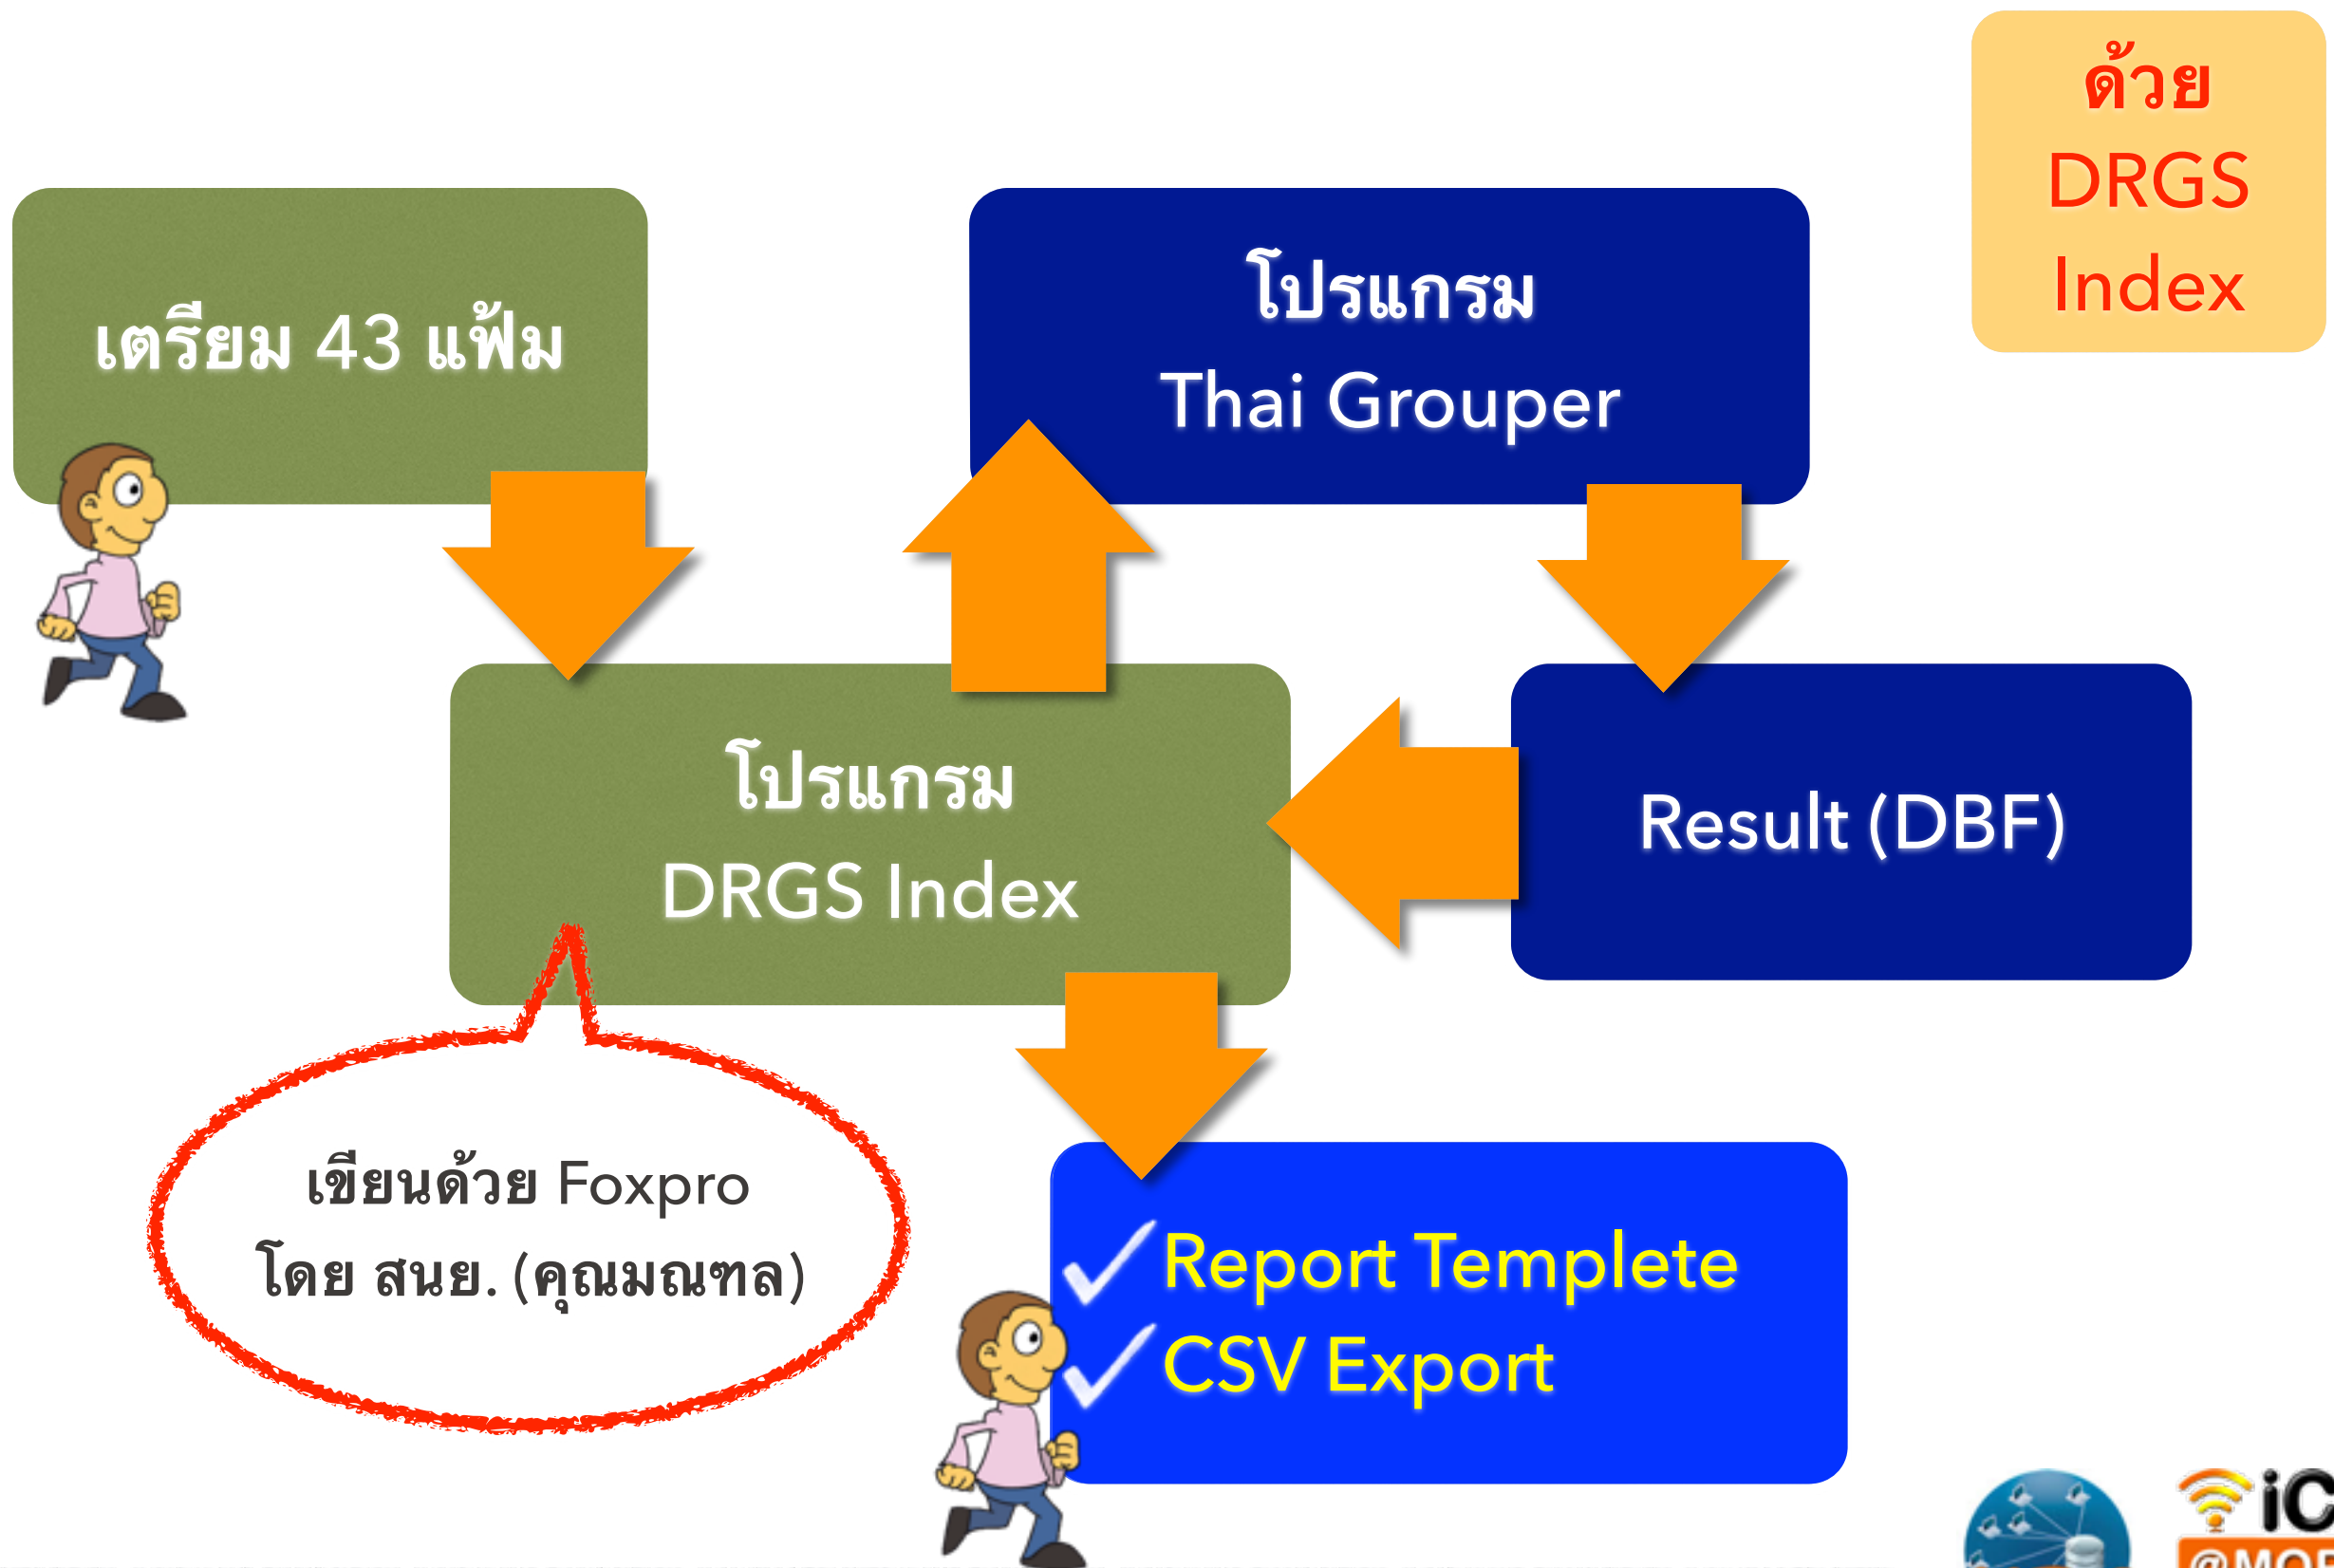 ด้วย
DRGS
Index
เตรียม 43 แฟ้ม
โปรแกรม
Thai Grouper
โปรแกรม
DRGS Index
Result (DBF)
เขียนด้วย Foxpro
โดย สนย. (คุณมณฑล)
Report Templete
CSV Export